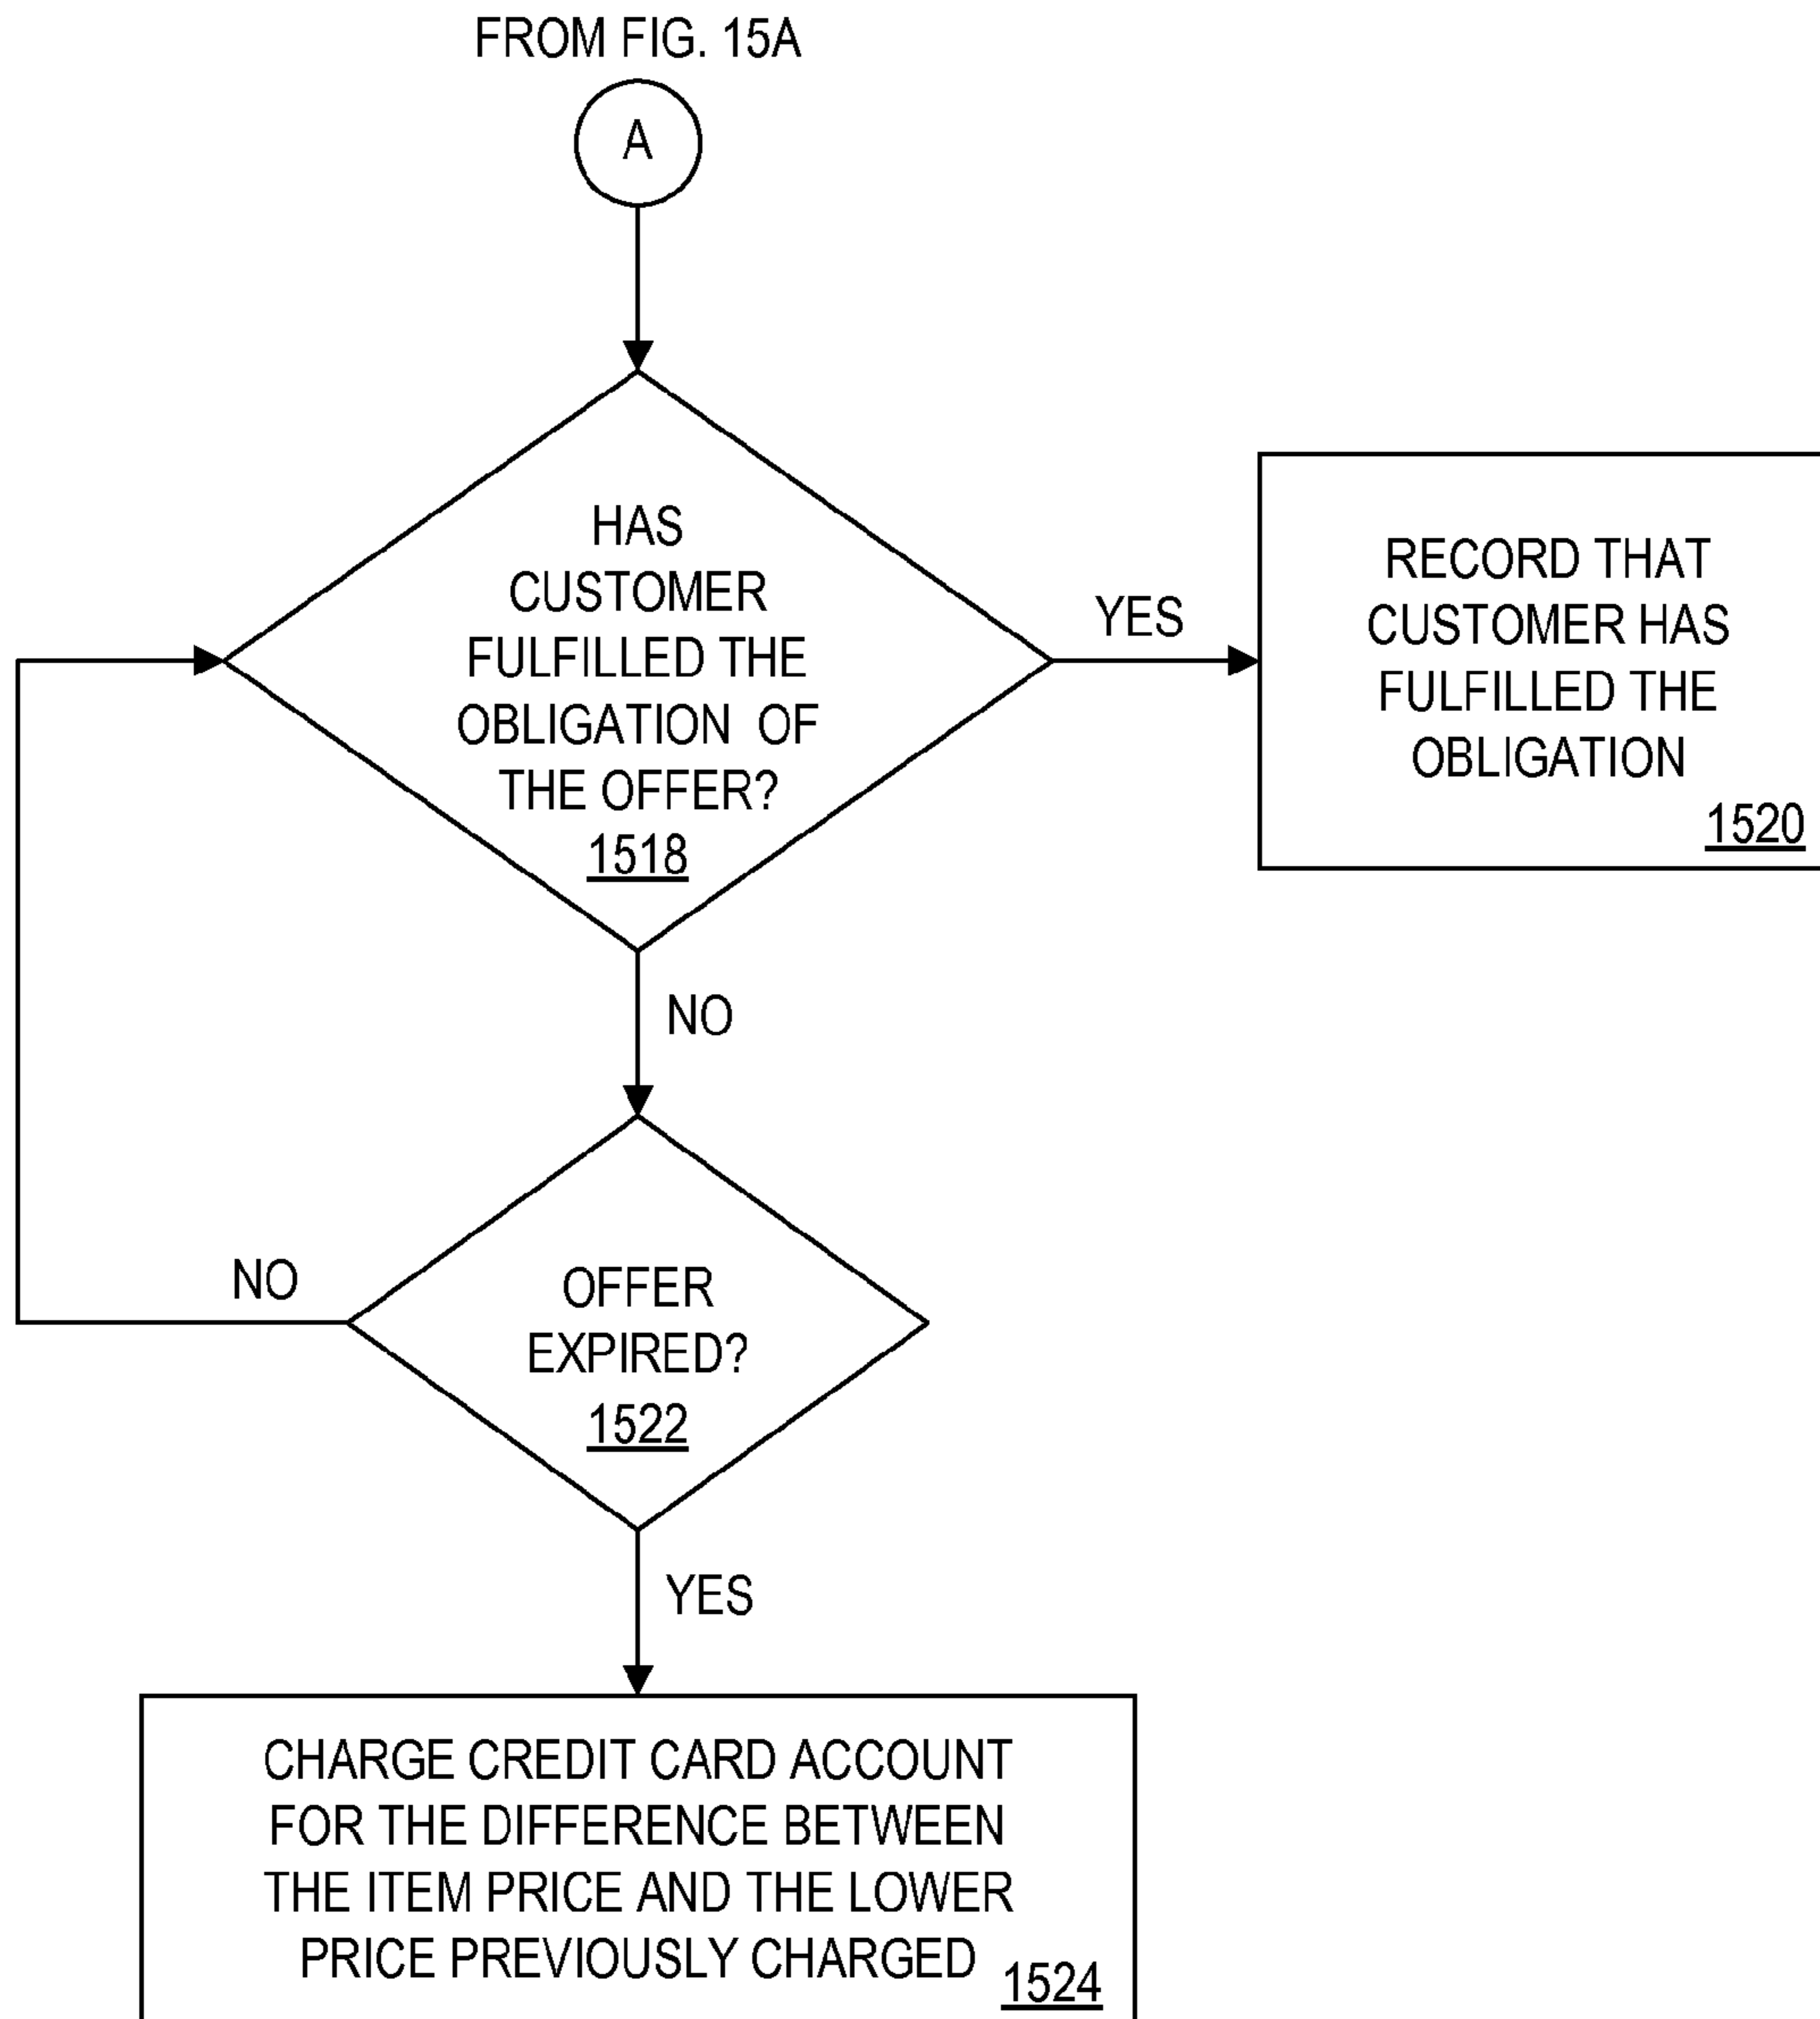 FROM FIG. 15A
A
HAS
CUSTOMER
FULFILLED THE
OBLIGATION OF
THE OFFER?
1518
YES
RECORD THAT
CUSTOMER HAS
FULFILLED THE
OBLIGATION
1520
NO
NO
OFFER
EXPIRED?
1522
YES
CHARGE CREDIT CARD ACCOUNT
FOR THE DIFFERENCE BETWEEN
THE ITEM PRICE AND THE LOWER
PRICE PREVIOUSLY CHARGED
1524